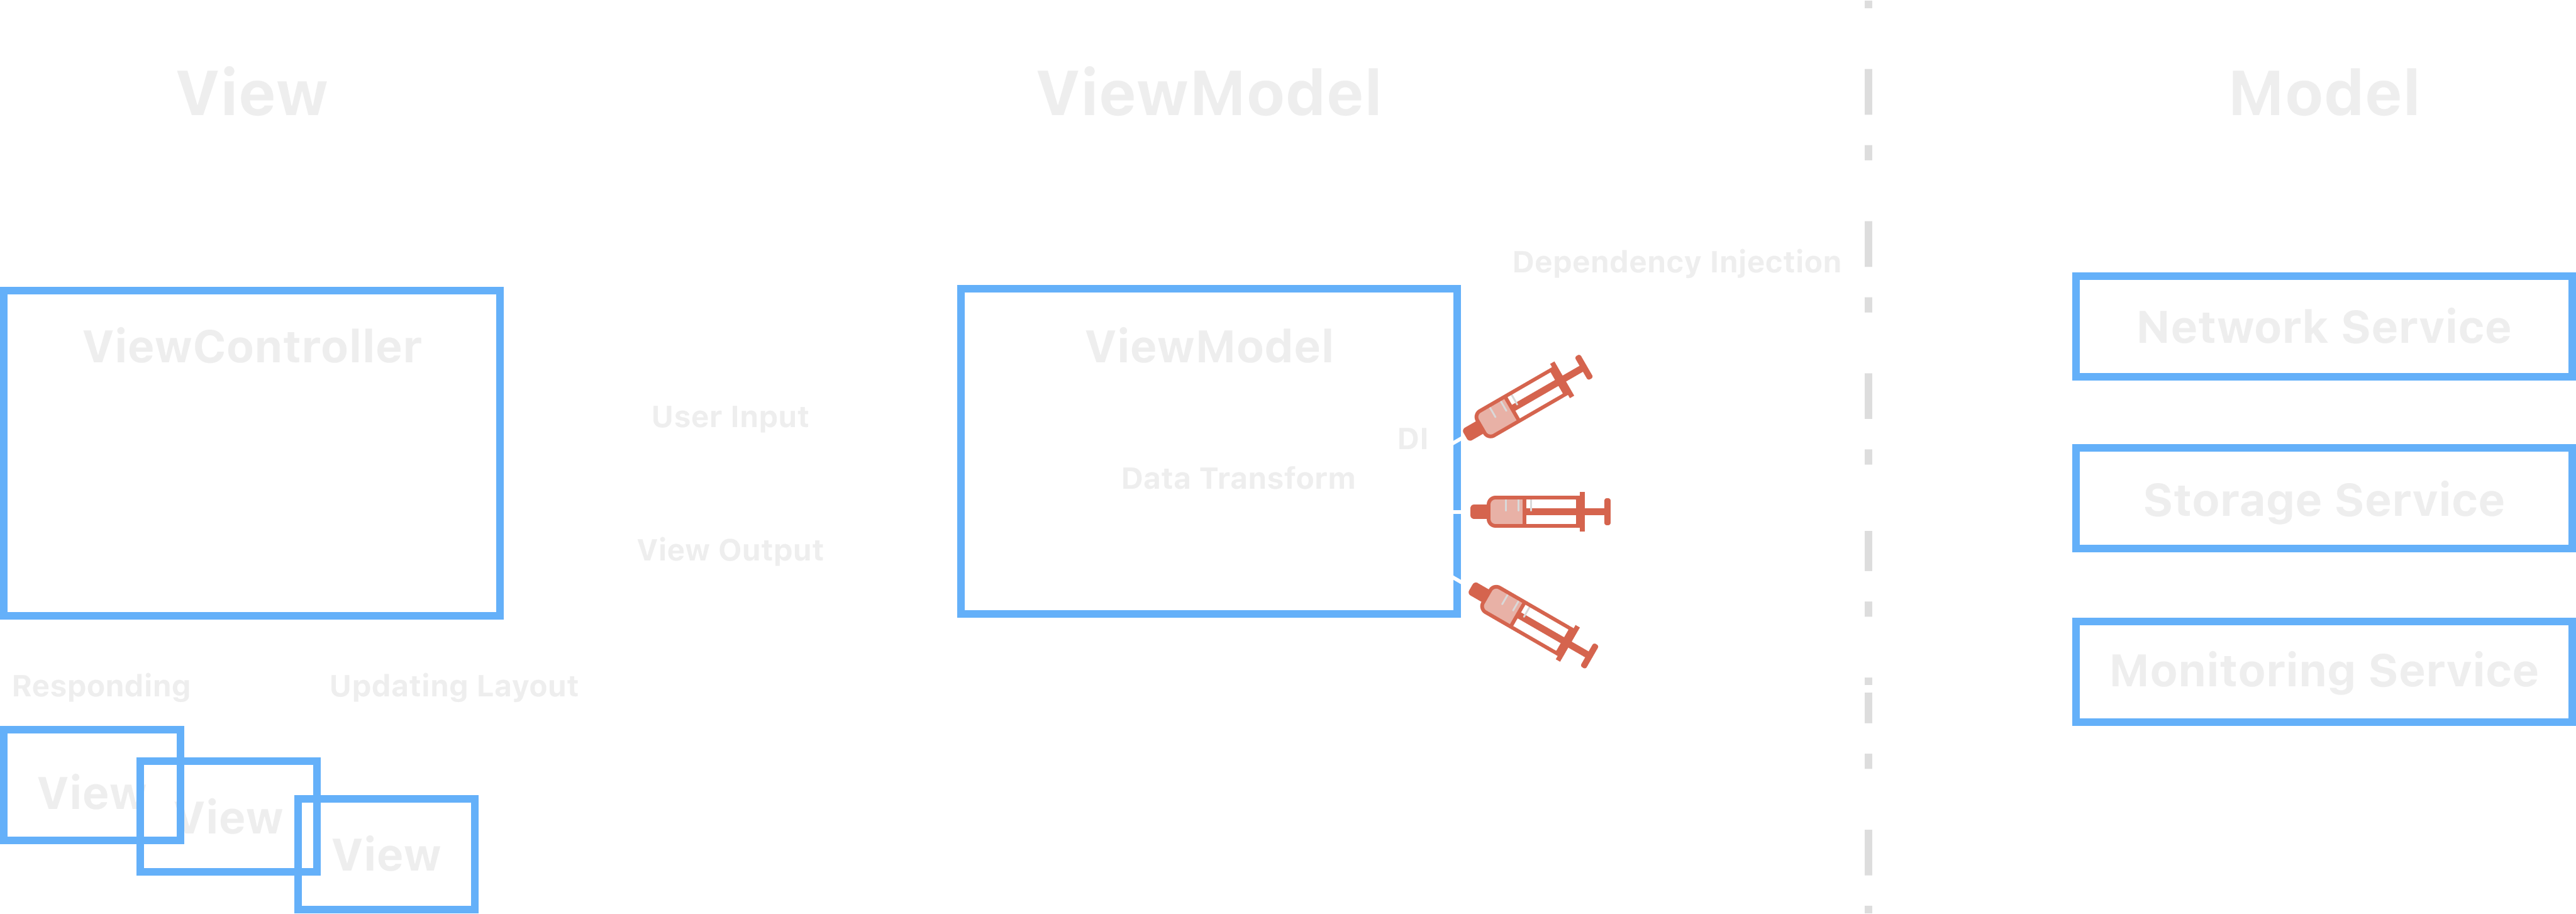 View
ViewModel
Model
Dependency Injection
ViewController
ViewModel
Network Service
User Input
DI
Data Transform
Storage Service
View Output
Responding
Updating Layout
Monitoring Service
View
View
View